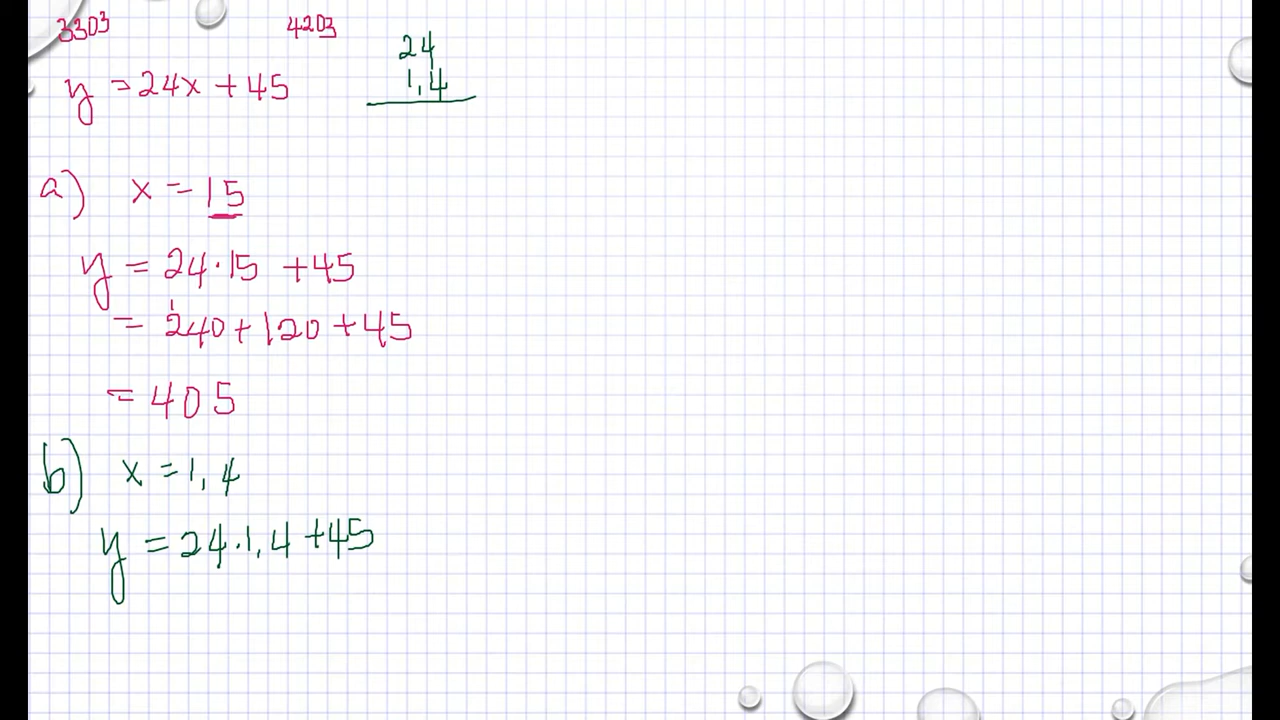 3303 4203
y = 24x + 45
24
1,4
a) x = 15
y = 24·15 + 45
= 240 + 120 + 45
= 405
b) x = 1,4
y = 24·1,4 + 45